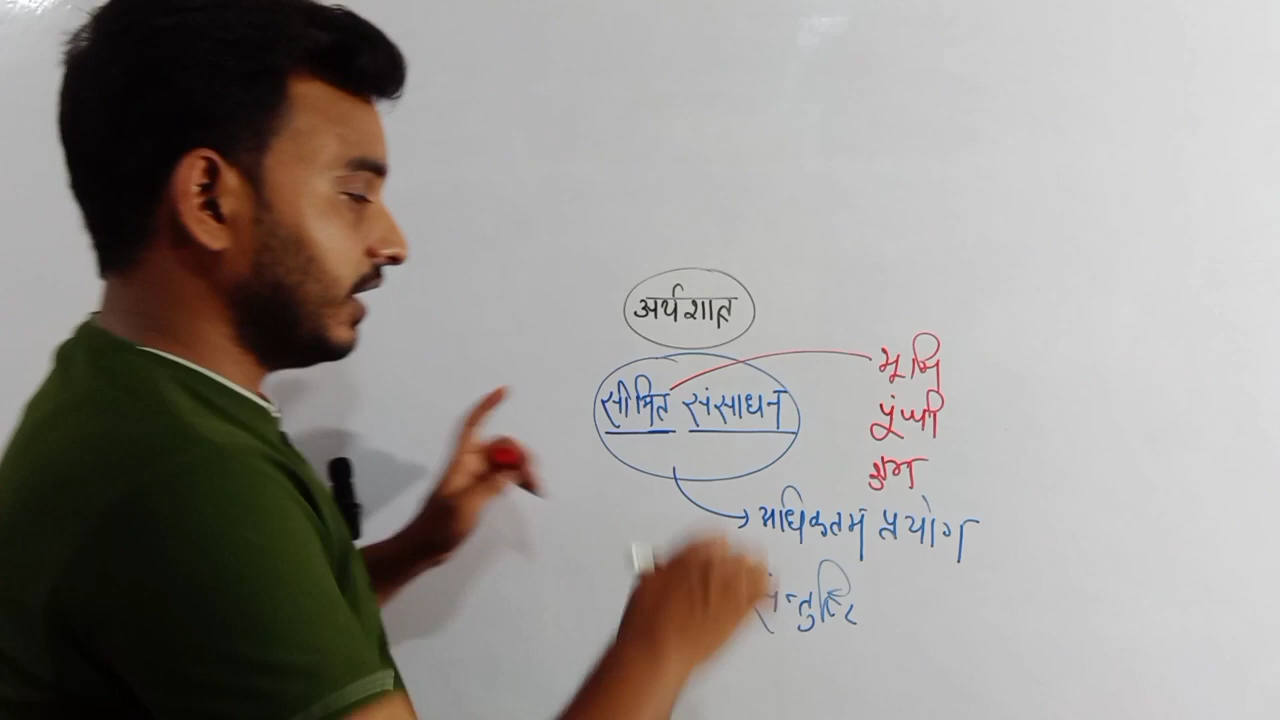 अर्थशात्र
सीमित संसाधन
भूमि
पूंजी
श्रम
अधिकतम प्रयोग
संन्तुष्टि